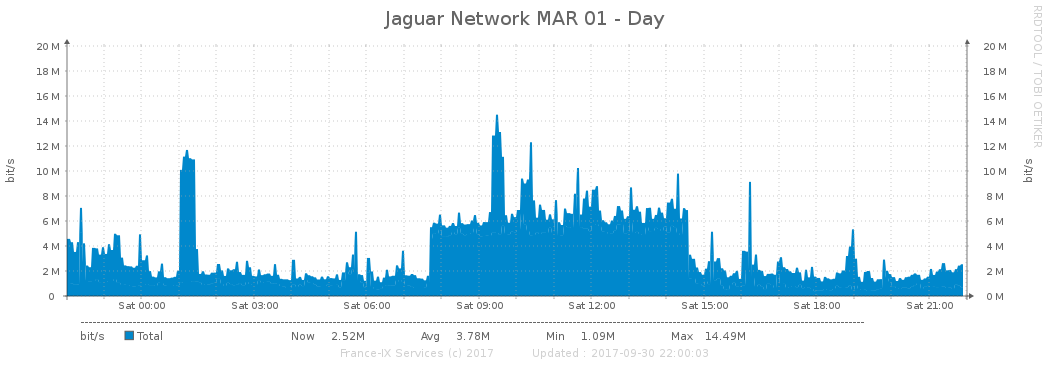 Jaguar Network MAR 01 - Day
RRDTOOL / TOBI OETIKER
bit/s
20 M 20 M
18 M 18 M
16 M 16 M
14 M 14 M
12 M 12 M
10 M 10 M
8 M 8 M
6 M 6 M
4 M 4 M
2 M 2 M
0 0 M
bit/s
Sat 00:00 Sat 03:00 Sat 06:00 Sat 09:00 Sat 12:00 Sat 15:00 Sat 18:00 Sat 21:00
bit/s Total Now 2.52M Avg 3.78M Min 1.09M Max 14.49M
France-IX Services (c) 2017 Updated : 2017-09-30 22:00:03